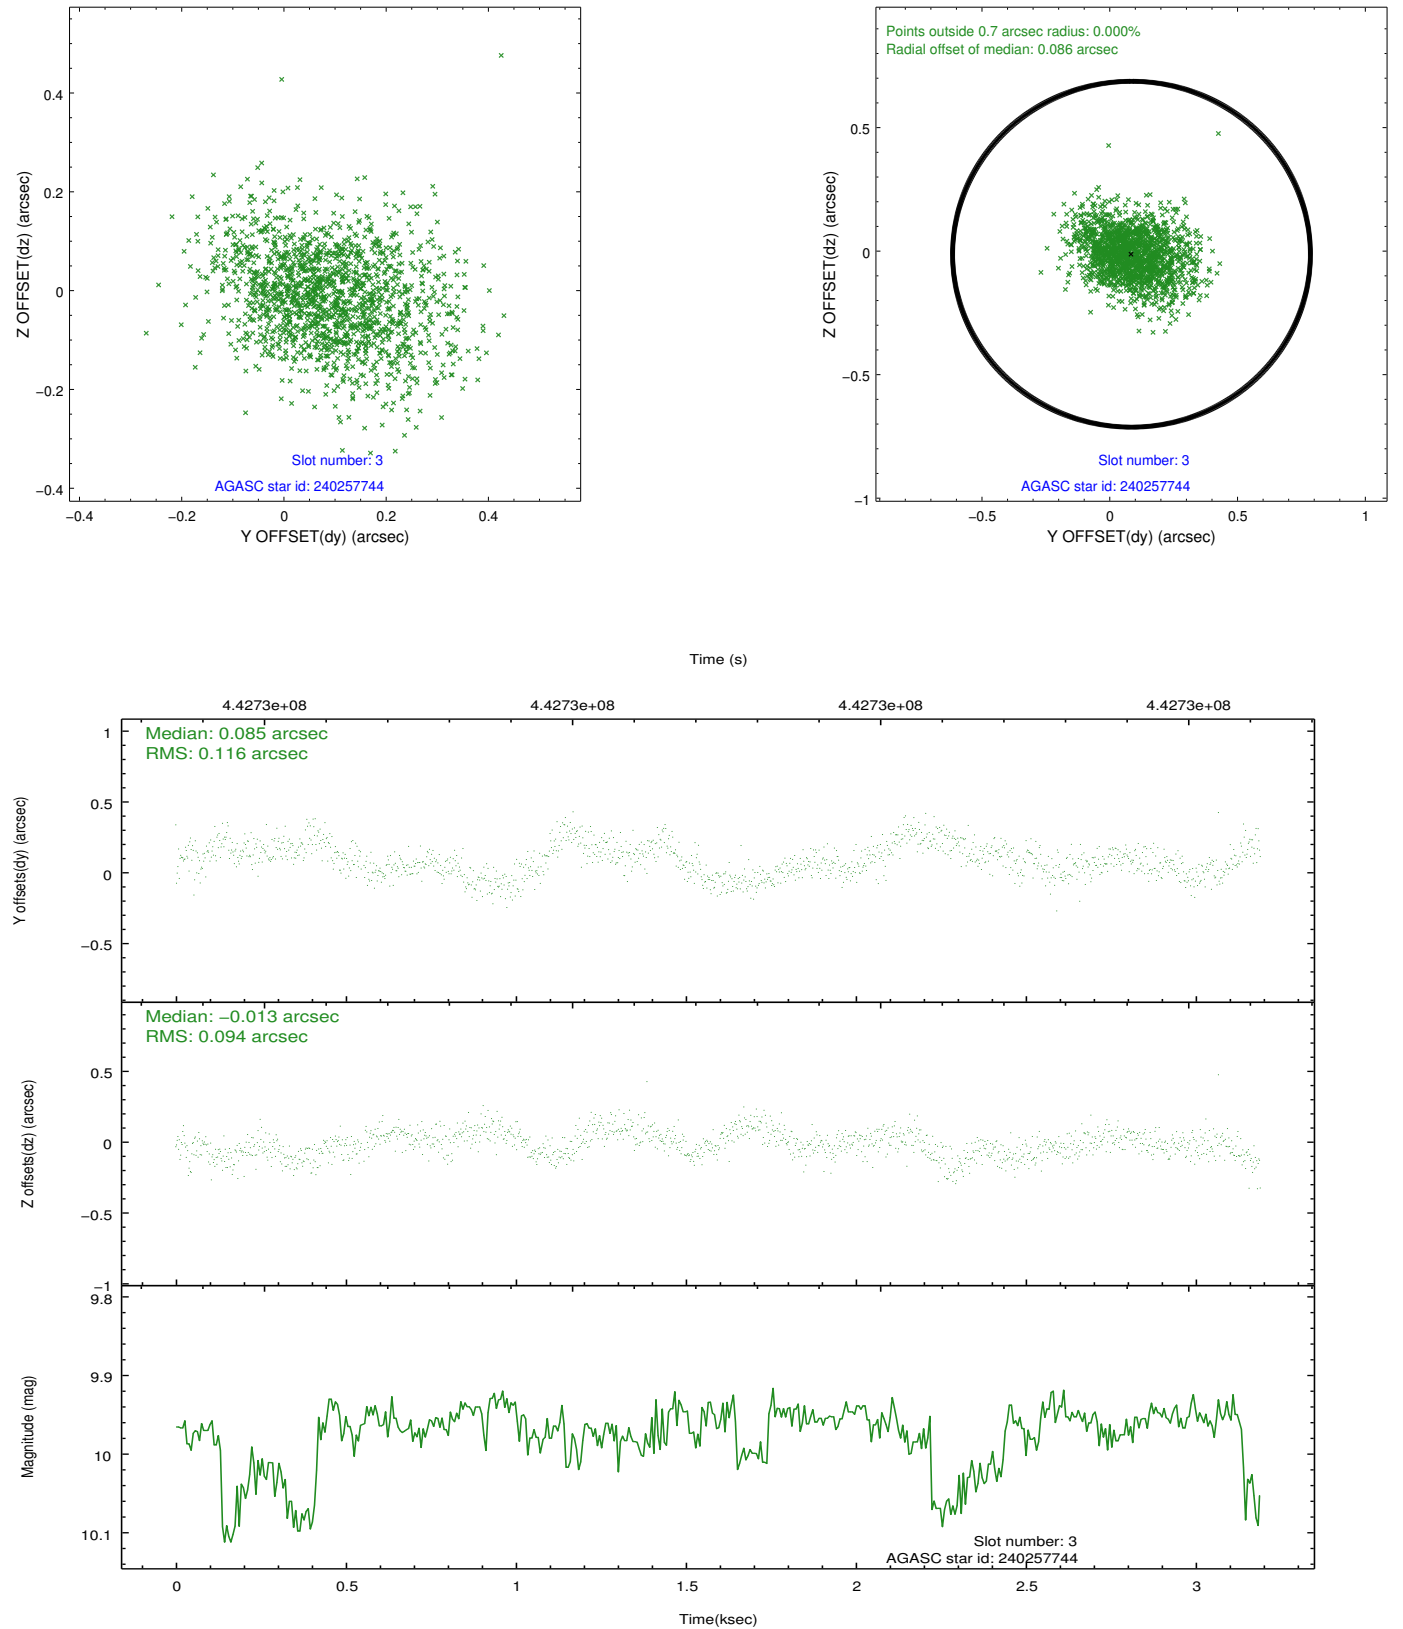 0.4
0.2
0
−0.2
−0.4
Z OFFSET(dz) (arcsec)
Slot number: 3
AGASC star id: 240257744
−0.4 −0.2 0 0.2 0.4
Y OFFSET(dy) (arcsec)
Points outside 0.7 arcsec radius: 0.000%
Radial offset of median: 0.086 arcsec
0.5
0
−0.5
−1
Z OFFSET(dz) (arcsec)
Slot number: 3
AGASC star id: 240257744
−0.5 0 0.5 1
Y OFFSET(dy) (arcsec)
Time (s)
4.4273e+08 4.4273e+08 4.4273e+08 4.4273e+08
Median: 0.085 arcsec
RMS: 0.116 arcsec
1
0.5
0
−0.5
Y offsets(dy) (arcsec)
Median: −0.013 arcsec
RMS: 0.094 arcsec
0.5
0
−0.5
−1
Z offsets(dz) (arcsec)
9.8
9.9
10
10.1
Magnitude (mag)
Slot number: 3
AGASC star id: 240257744
0 0.5 1 1.5 2 2.5 3
Time(ksec)